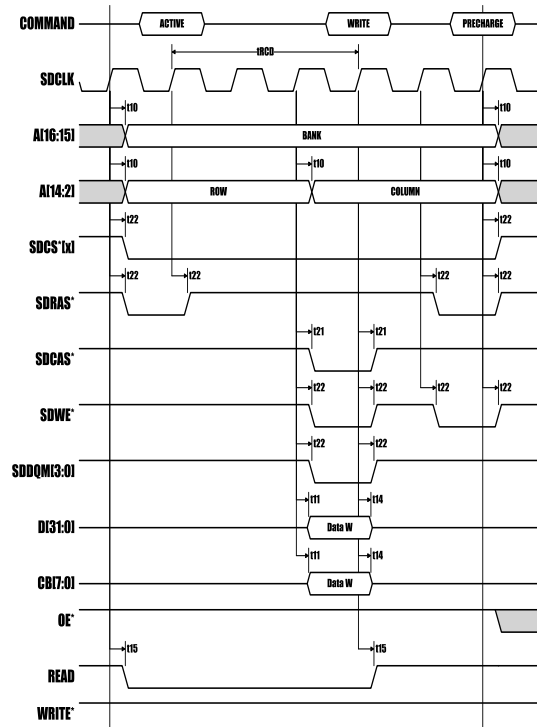 COMMAND ACTIVE WRITE PRECHARGE
tRCD
SDCLK
t10 t10
A[16:15] BANK
t10 t10 t10
A[14:2] ROW COLUMN
t22 t22
SDCS*[x]
t22 t22 t22 t22
SDRAS*
t21 t21
SDCAS*
t22 t22 t22 t22
SDWE*
t22 t22
SDDQM[3:0]
t11 t14
D[31:0] Data W
t11 t14
CB[7:0] Data W
OE*
t15 t15
READ
WRITE*